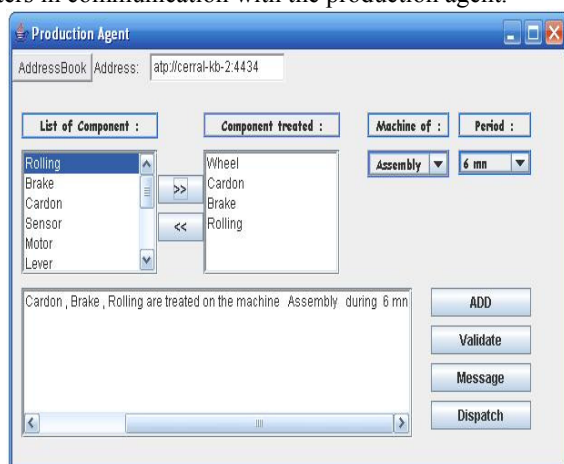 ters in communication with the production agent.
Production Agent
AddressBook Address: atp://cerral-kb-2:4434
List of Component : Component treated : Machine of : Period :
Rolling
Brake
Cardon
Sensor
Motor
Lever
>>
<<
Wheel
Cardon
Brake
Rolling
Assembly 6 mn
Cardon , Brake , Rolling are treated on the machine Assembly during 6 mn
ADD
Validate
Message
Dispatch